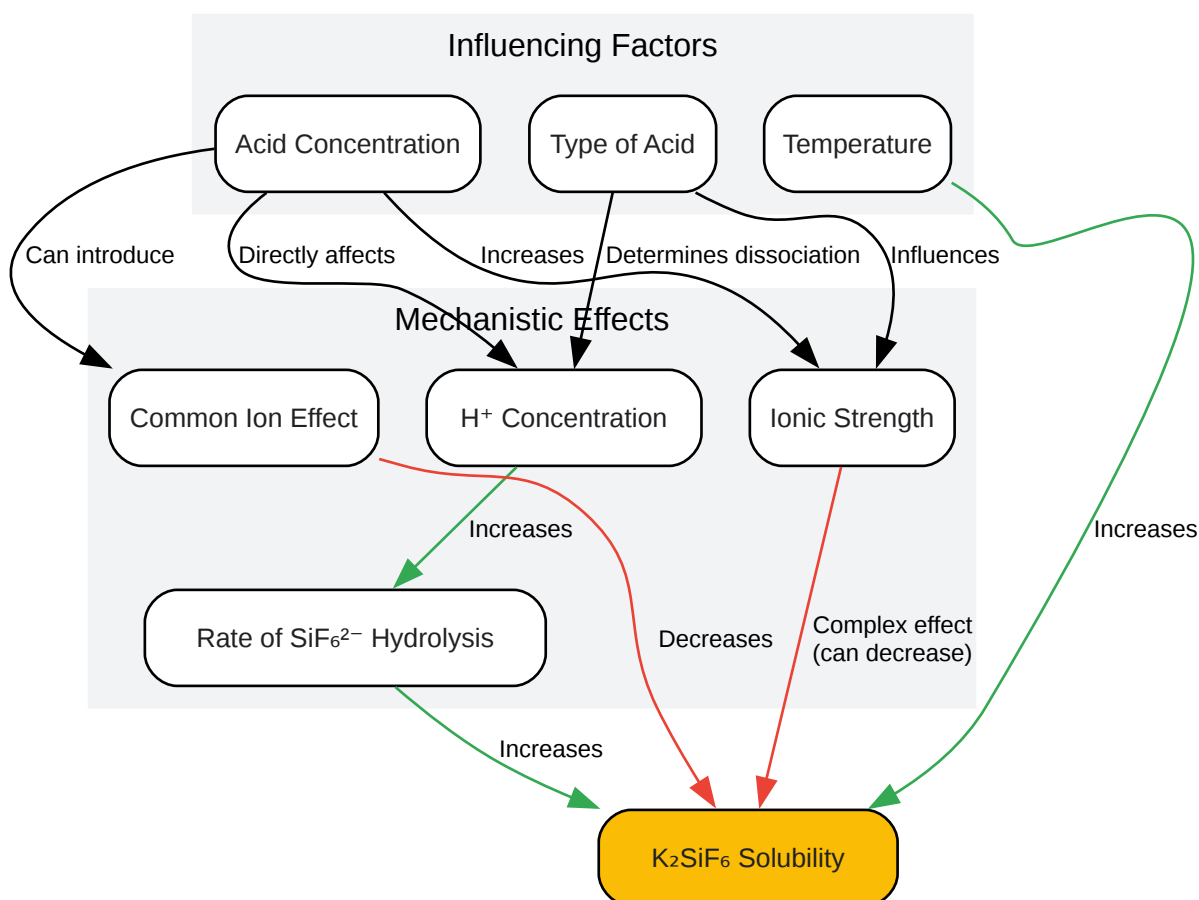 Influencing Factors
Acid Concentration
Type of Acid
Temperature
Can introduce
Directly affects
Increases
Determines dissociation
Influences
Mechanistic Effects
Common Ion Effect
H⁺ Concentration
Ionic Strength
Increases
Increases
Rate of SiF₆²⁻ Hydrolysis
Decreases
Complex effect
(can decrease)
Increases
K₂SiF₆ Solubility